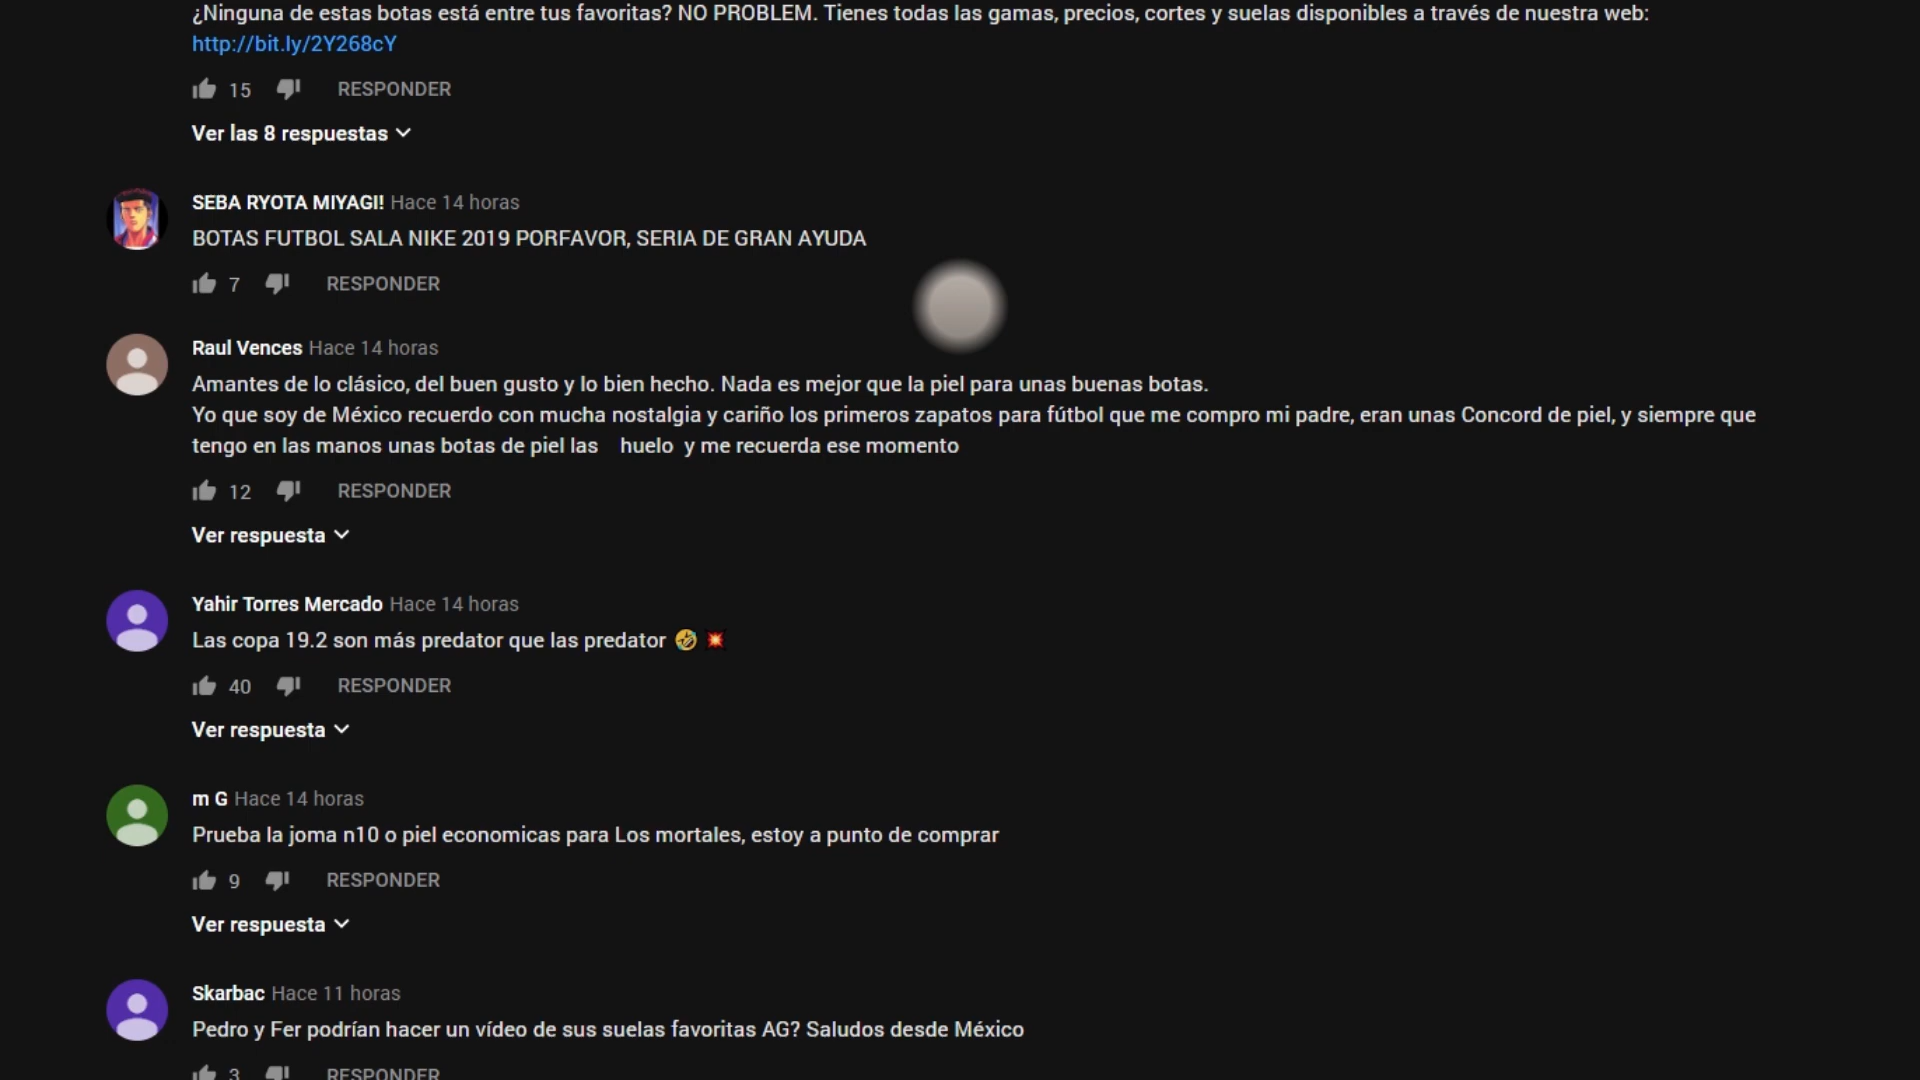 ¿Ninguna de estas botas está entre tus favoritas? NO PROBLEM. Tienes todas las gamas, precios, cortes y suelas disponibles a través de nuestra web:
http://bit.ly/2Y268cY
15 RESPONDER
Ver las 8 respuestas
SEBA RYOTA MIYAGI! Hace 14 horas
BOTAS FUTBOL SALA NIKE 2019 PORFAVOR, SERIA DE GRAN AYUDA
7 RESPONDER
Raul Vences Hace 14 horas
Amantes de lo clásico, del buen gusto y lo bien hecho. Nada es mejor que la piel para unas buenas botas.
Yo que soy de México recuerdo con mucha nostalgia y cariño los primeros zapatos para fútbol que me compro mi padre, eran unas Concord de piel, y siempre que
tengo en las manos unas botas de piel las huelo y me recuerda ese momento
12 RESPONDER
Ver respuesta
Yahir Torres Mercado Hace 14 horas
Las copa 19.2 son más predator que las predator 🤣 💥
40 RESPONDER
Ver respuesta
m G Hace 14 horas
Prueba la joma n10 o piel economicas para Los mortales, estoy a punto de comprar
9 RESPONDER
Ver respuesta
Skarbac Hace 11 horas
Pedro y Fer podrían hacer un vídeo de sus suelas favoritas AG? Saludos desde México
3 RESPONDER